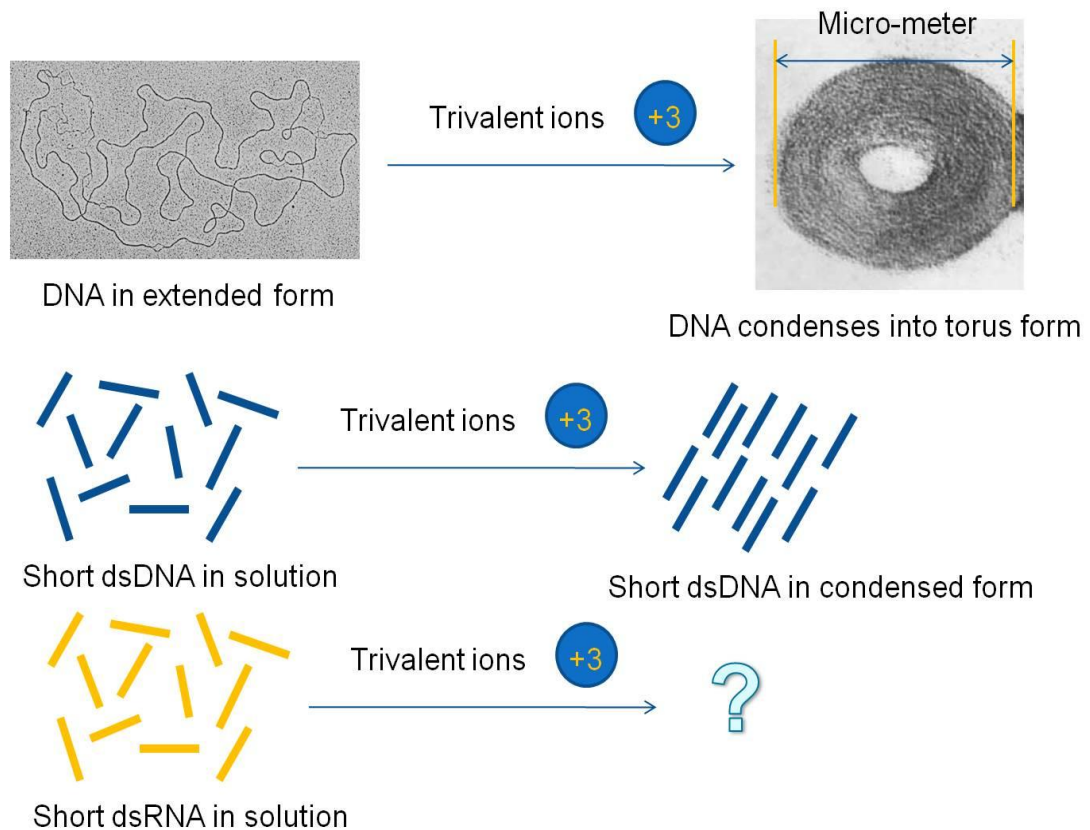 Micro-meter
Trivalent ions +3
DNA in extended form
DNA condenses into torus form
Trivalent ions +3
Short dsDNA in solution
Short dsDNA in condensed form
Trivalent ions +3
?
Short dsRNA in solution